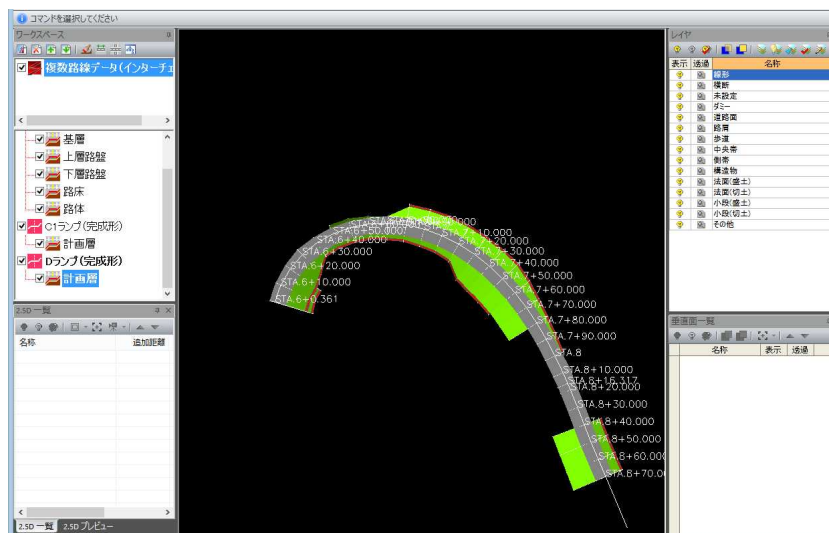 コマンドを選択してください
ワークスペース
複数路線データ(インターチェ
基層
上層路盤
下層路盤
路床
路体
C1ランプ(完成形)
計画層
Dランプ(完成形)
計画層
2.5D 一覧
名称 追加距離
2.5D 一覧 2.5D プレビュー
STA.6+0.361
STA.6+10.000
STA.6+20.000
STA.6+30.000
STA.6+40.000
STA.6+50.000
STA.7+10.000
STA.7+20.000
STA.7+30.000
STA.7+40.000
STA.7+50.000
STA.7+60.000
STA.7+70.000
STA.7+80.000
STA.7+90.000
STA.8
STA.8+10.000
STA.8+16.317
STA.8+20.000
STA.8+30.000
STA.8+40.000
STA.8+50.000
STA.8+60.000
STA.8+70.0
レイヤ
表示 透過 名称
線形
横断
未設定
ダミー
道路面
路肩
歩道
中央帯
側帯
構造物
法面(盛土)
法面(切土)
小段(盛土)
小段(切土)
その他
垂直面一覧
名称 表示 透過